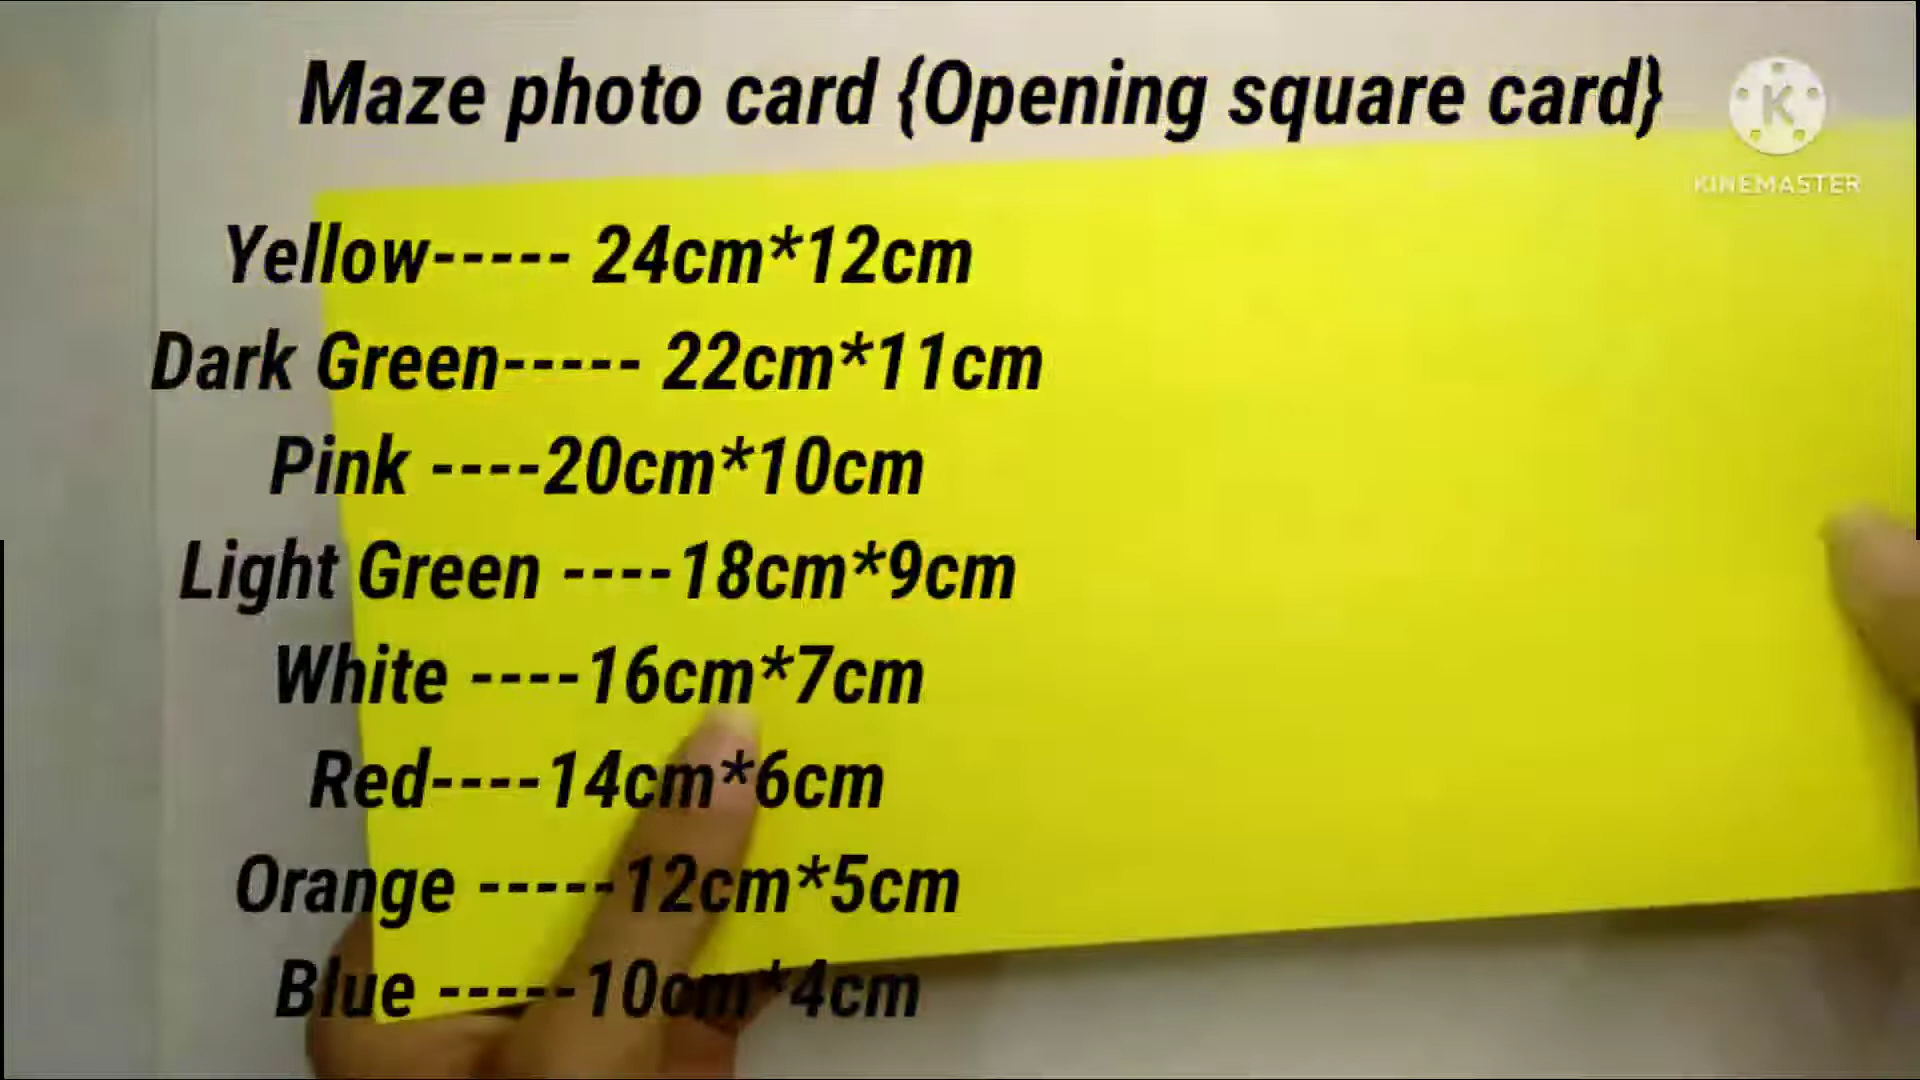 Maze photo card {Opening square card}
KINEMASTER
Yellow----- 24cm*12cm
Dark Green----- 22cm*11cm
Pink ----20cm*10cm
Light Green ----18cm*9cm
White ----16cm*7cm
Red----14cm*6cm
Orange -----12cm*5cm
Blue -----10cm*4cm